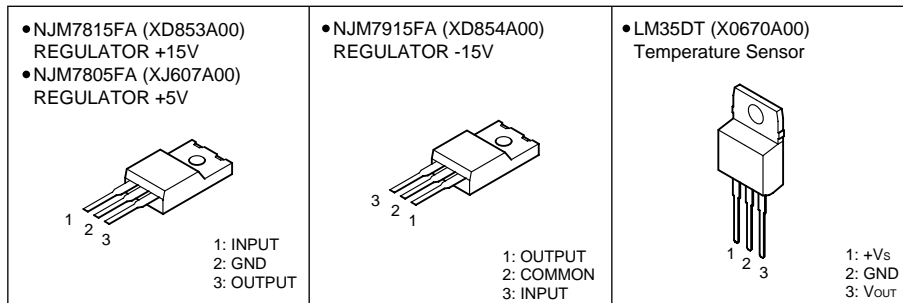 ●NJM7815FA (XD853A00)
REGULATOR +15V
●NJM7805FA (XJ607A00)
REGULATOR +5V
1
2
3
1: INPUT
2: GND
3: OUTPUT
●NJM7915FA (XD854A00)
REGULATOR -15V
3
2
1
1: OUTPUT
2: COMMON
3: INPUT
●LM35DT (X0670A00)
Temperature Sensor
1
2
3
1: +Vs
2: GND
3: VOUT